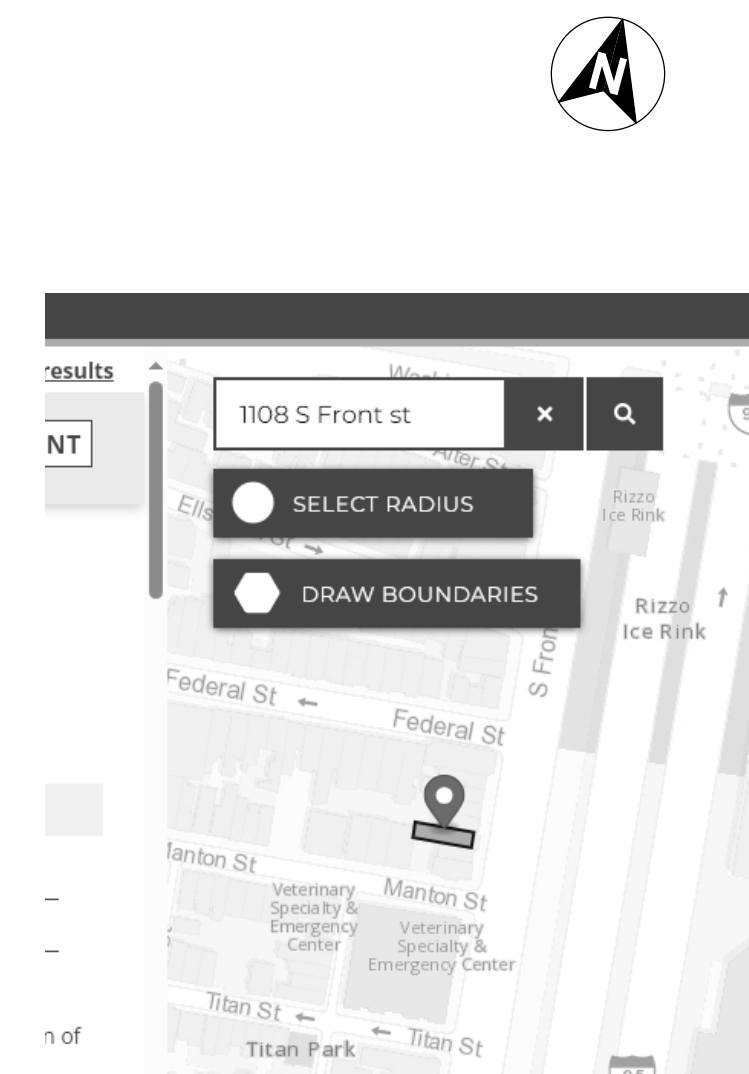 N
results
1108 S Front st
NT
SELECT RADIUS
DRAW BOUNDARIES
Rizzo
Ice Rink
Rizzo
Ice Rink
S Fron
Federal St
Federal St
Manton St
Manton St
Veterinary
Specialty &
Emergency
Center
Veterinary
Specialty &
Emergency Center
Titan St
Titan St
n of
Titan Park